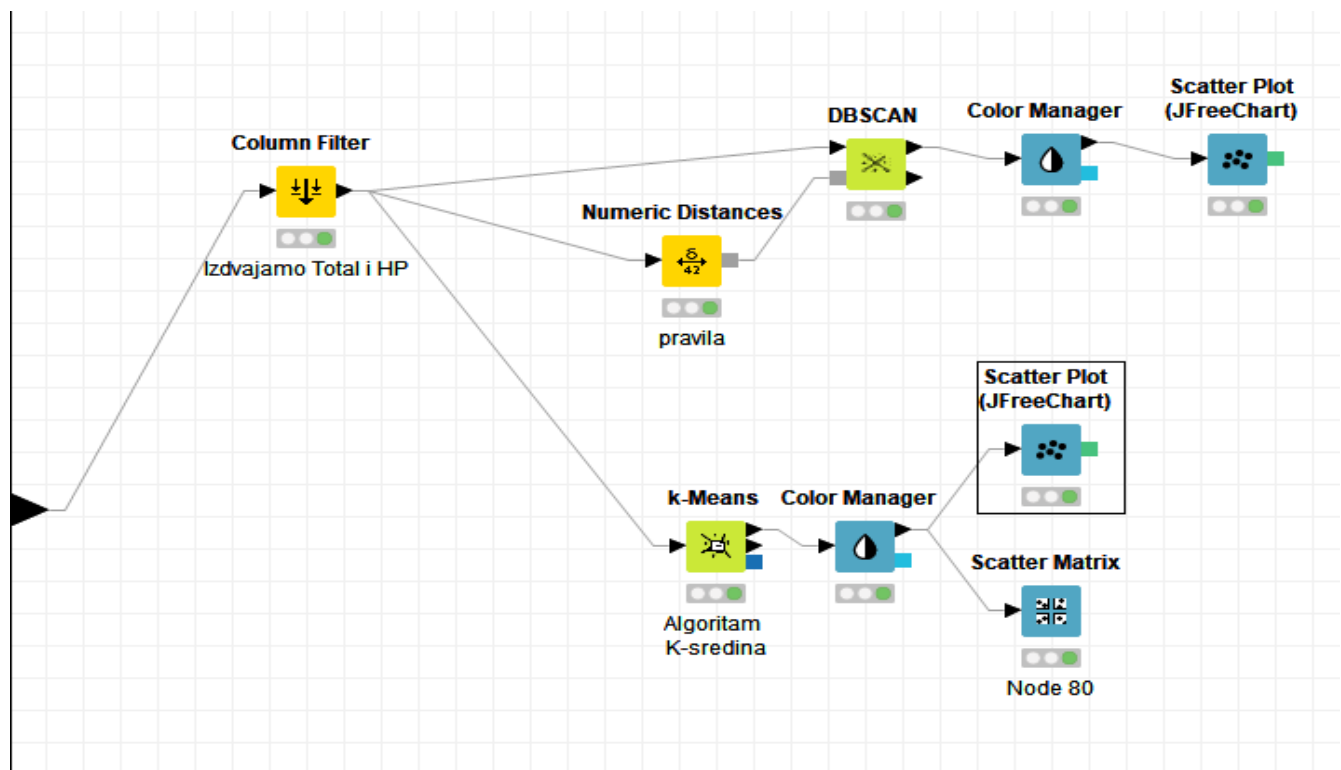 Scatter Plot
(JFreeChart)
DBSCAN
Color Manager
Column Filter
Izdvajamo Total i HP
Numeric Distances
δ
42
pravila
Scatter Plot
(JFreeChart)
k-Means
Color Manager
Algoritam
K-sredina
Scatter Matrix
Node 80